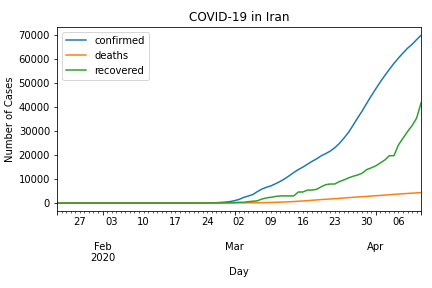 COVID-19 in Iran
confirmed
deaths
recovered
Number of Cases
70000
60000
50000
40000
30000
20000
10000
0
27 03 10 17 24 02 09 16 23 30 06
Feb Mar Apr
2020
Day